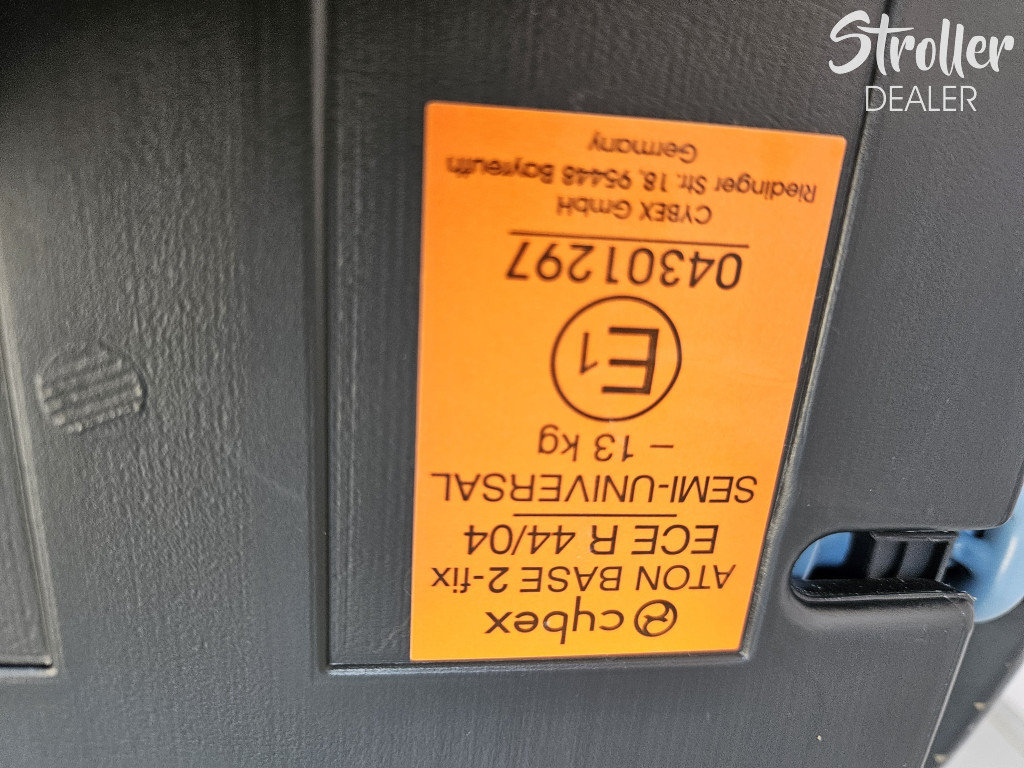 Stroller
DEALER
cybex
ATON BASE 2-fix
ECE R 44/04
SEMI-UNIVERSAL
– 13 kg
E1
04301297
CYBEX GmbH
Riedinger Str. 18, 95448 Bayreuth
Germany